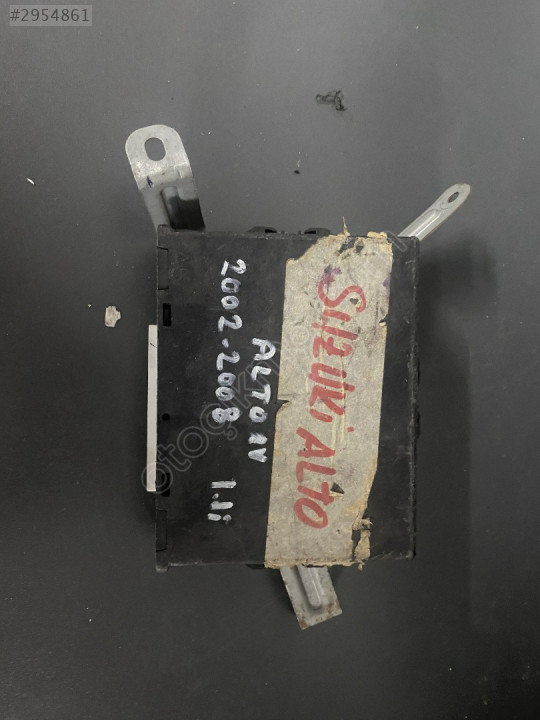 #2954861
SUZUKi ALTO
ALTO IV
2002-2008 1.1i